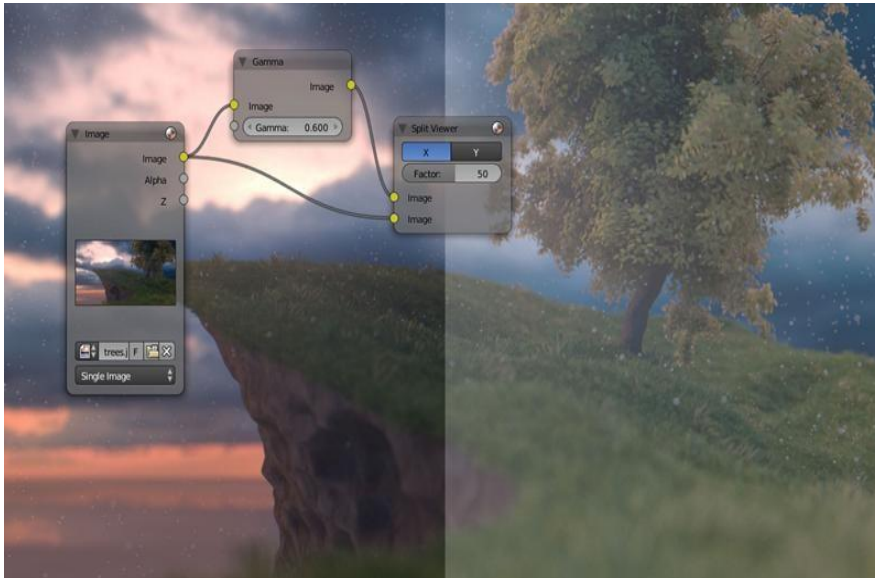 Gamma
Image
Image
Gamma: 0.600
Image
Image
Alpha
Z
trees.j F
Single Image
Split Viewer
X Y
Factor: 50
Image
Image